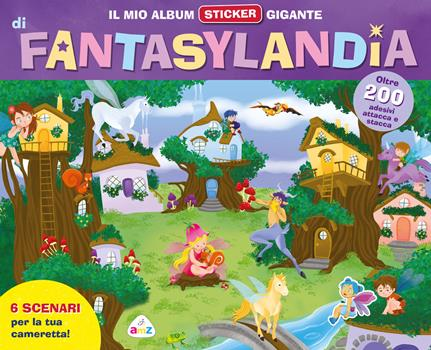 IL MIO ALBUM STICKER GIGANTE
di
FANTASYLANDIA
Oltre
200
adesivi
attacca e
stacca
6 SCENARI
per la tua
cameretta!
amz